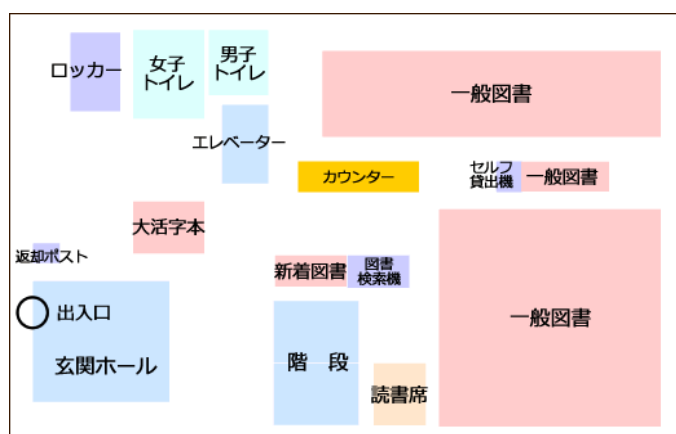 ロッカー
女子
トイレ
男子
トイレ
一般図書
エレベーター
カウンター
セルフ
貸出機
一般図書
大活字本
返却ポスト
新着図書
図書
検索機
出入口
玄関ホール
階　段
一般図書
読書席